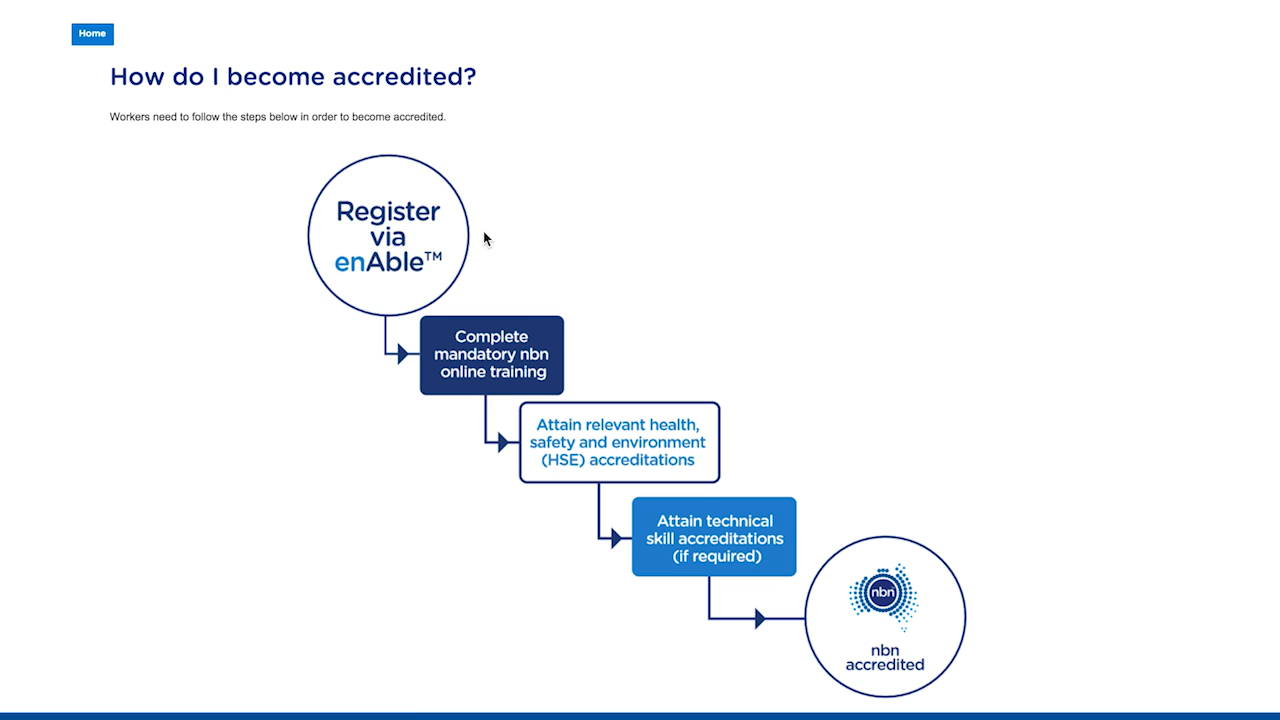 Home
How do I become accredited?
Workers need to follow the steps below in order to become accredited.
Register
via
enAble™
Complete
mandatory nbn
online training
Attain relevant health,
safety and environment
(HSE) accreditations
Attain technical
skill accreditations
(if required)
nbn
nbn
accredited